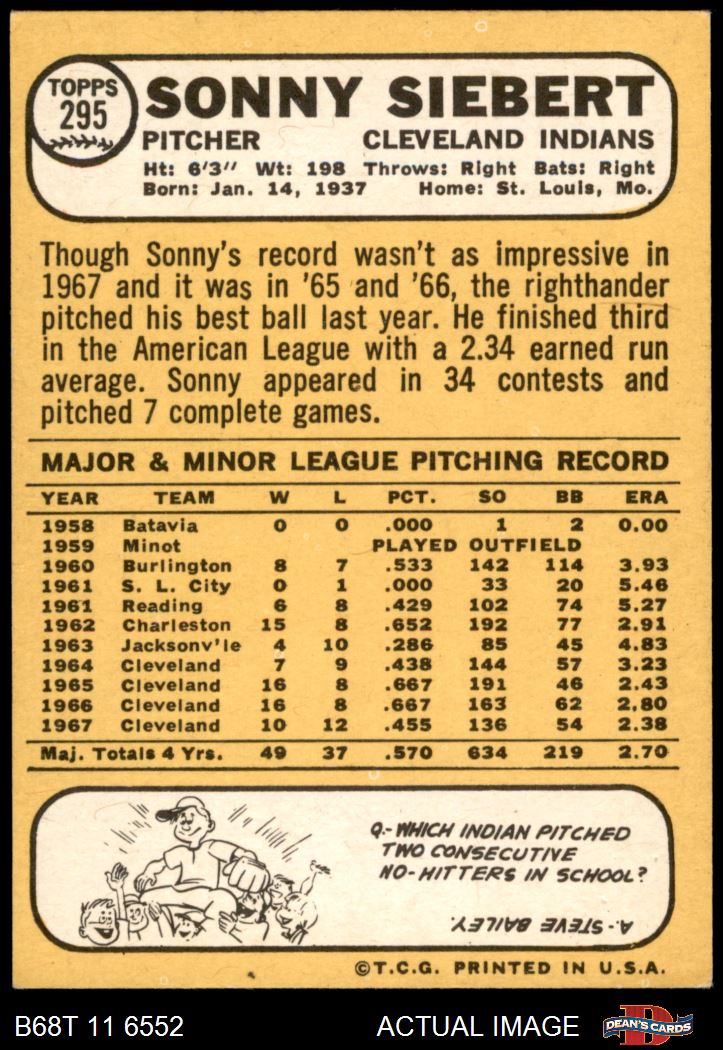 TOPPS
295
SONNY SIEBERT
PITCHER CLEVELAND INDIANS
Ht: 6'3" Wt: 198 Throws: Right Bats: Right
Born: Jan. 14, 1937 Home: St. Louis, Mo.
Though Sonny's record wasn't as impressive in
1967 and it was in '65 and '66, the righthander
pitched his best ball last year. He finished third
in the American League with a 2.34 earned run
average. Sonny appeared in 34 contests and
pitched 7 complete games.
MAJOR & MINOR LEAGUE PITCHING RECORD
YEAR TEAM W L PCT. SO BB ERA
1958 Batavia 0 0 .000 1 2 0.00
1959 Minot PLAYED OUTFIELD
1960 Burlington 8 7 .533 142 114 3.93
1961 S. L. City 0 1 .000 33 20 5.46
1961 Reading 6 8 .429 102 74 5.27
1962 Charleston 15 8 .652 192 77 2.91
1963 Jacksonv'le 4 10 .286 85 45 4.83
1964 Cleveland 7 9 .438 144 57 3.23
1965 Cleveland 16 8 .667 191 46 2.43
1966 Cleveland 16 8 .667 163 62 2.80
1967 Cleveland 10 12 .455 136 54 2.38
Maj. Totals 4 Yrs. 49 37 .570 634 219 2.70
Q.-WHICH INDIAN PITCHED
TWO CONSECUTIVE
NO-HITTERS IN SCHOOL?
A.-STEVE BAILEY.
©T.C.G. PRINTED IN U.S.A.
B68T 11 6552 ACTUAL IMAGE D DEAN'S CARDS